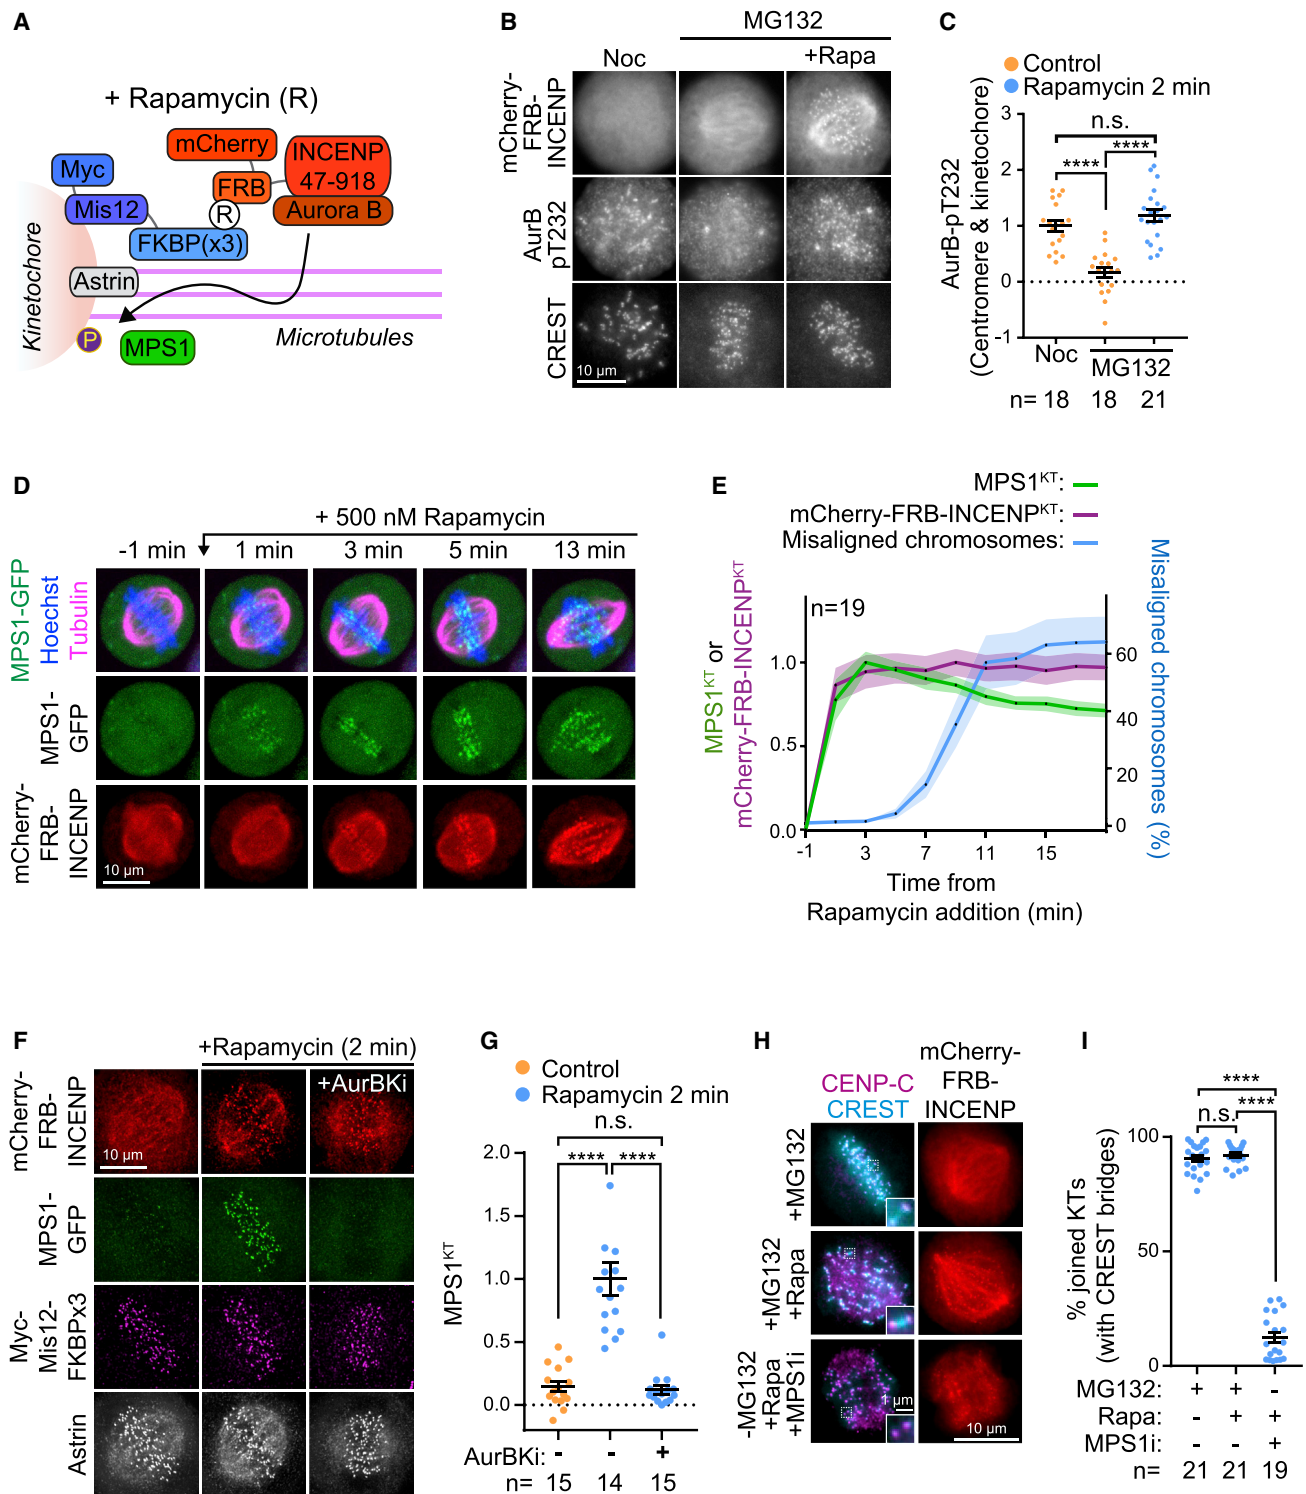 A
+ Rapamycin (R)
mCherry
INCENP
47-918
Myc
FRB
Mis12
R
Aurora B
FKBP(x3)
Astrin
Kinetochore
P
MPS1
Microtubules
B
MG132
Noc
+Rapa
mCherry-
FRB-
INCENP
AurB
pT232
CREST
10 µm
C
Control
Rapamycin 2 min
AurB-pT232
(Centromere & kinetochore)
3
2
1
0
-1
n.s.
****
****
Noc
MG132
n= 18 18 21
D
+ 500 nM Rapamycin
-1 min 1 min 3 min 5 min 13 min
MPS1-GFP
Hoechst
Tubulin
MPS1-
GFP
mCherry-
FRB-
INCENP
10 µm
E
MPS1KT:
mCherry-FRB-INCENPKT:
Misaligned chromosomes:
n=19
MPS1KT or
mCherry-FRB-INCENPKT
1.0
0.5
0.0
Misaligned chromosomes (%)
60
40
20
0
-1 3 7 11 15
Time from
Rapamycin addition (min)
F
+Rapamycin (2 min)
+AurBKi
mCherry-
FRB-
INCENP
10 µm
MPS1-
GFP
Myc-
Mis12-
FKBPx3
Astrin
G
Control
Rapamycin 2 min
n.s.
**** ****
MPS1KT
2.0
1.5
1.0
0.5
0.0
AurBKi: - - +
n= 15 14 15
H
CENP-C
CREST
mCherry-
FRB-
INCENP
+MG132
+MG132
+Rapa
-MG132
+Rapa
+MPS1i
1 µm
10 µm
I
****
****
n.s.
% joined KTs
(with CREST bridges)
100
50
0
MG132: + + -
Rapa: - + +
MPS1i: - - +
n= 21 21 19